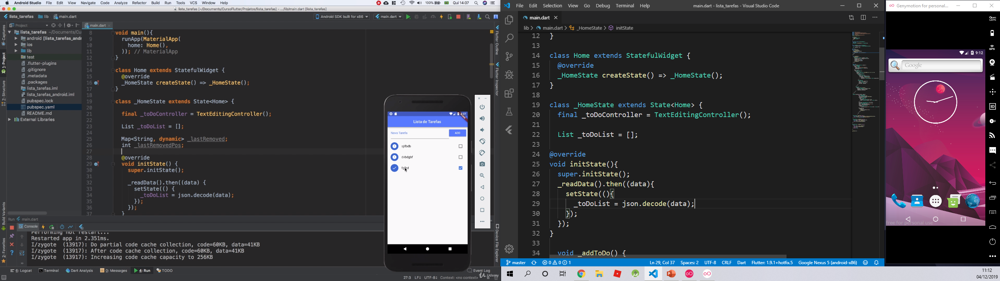 Android Studio File Edit View Navigate Code Analyze Refactor Build Run Tools VCS Window Help
100% Qui 14:07
lista_tarefas [~/Documents/CursoFlutter/Projetos/lista_tarefas] - .../lib/main.dart [lista_tarefas]
lista_tarefas lib main.dart
Android SDK built for x86 main.dart
Project
main.dart
lista_tarefas ~/Documents/Cu
android [lista_tarefas_andr
ios
lib
test
.flutter-plugins
.gitignore
.metadata
.packages
lista_tarefas.iml
lista_tarefas_android.iml
pubspec.lock
pubspec.yaml
README.md
External Libraries
Captures
1: Project
Z: Structure
Build Variants
2: Favorites
8 void main(){
9 runApp(MaterialApp(
10 home: Home(),
11 )); // MaterialApp
12 }
13
14 class Home extends StatefulWidget {
15 @override
16 _HomeState createState() => _HomeState();
17 }
18
19 class _HomeState extends State<Home> {
20
21 final _toDoController = TextEditingController();
22
23 List _toDoList = [];
24
25 Map<String, dynamic> _lastRemoved;
26 int _lastRemovedPos;
27
28 @override
29 void initState() {
30 super.initState();
31
32 _readData().then((data) {
33 setState(() {
34 _toDoList = json.decode(data);
35 });
36 });
37 }
Flutter Outline
Flutter Inspector
Device File Explorer
Lista de Tarefas
Nova Tarefa
ADD
sjifbdb
dvbdgbf
Run main.dart
Console
Performing hot restart...
Restarted app in 2.351ms.
I/zygote (13917): Do partial code cache collection, code=60KB, data=41KB
I/zygote (13917): After code cache collection, code=60KB, data=41KB
I/zygote (13917): Increasing code cache capacity to 256KB
6: Logcat Terminal Dart Analysis 0: Messages 4: Run TODO
Event Log
27:3 LF: UTF-8: Context: <no context>
Udemy
File Edit Selection View Go Debug Terminal Help
main.dart - lista_tarefas - Visual Studio Code
main.dart
lib > main.dart > _HomeState > initState
12 }
13
14 class Home extends StatefulWidget {
15 @override
16 _HomeState createState() => _HomeState();
17 }
18
19 class _HomeState extends State<Home> {
20 final _toDoController = TextEditingController();
21
22 List _toDoList = [];
23
24 @override
25 void initState(){
26 super.initState();
27 _readData().then((data){
28 setState((){
29 _toDoList = json.decode(data);
30 });
31 });
32 }
33
34 void _addToDo() {
master 0 0 1
Ln 29, Col 37 Spaces: 2 UTF-8 CRLF Dart Flutter: 1.9.1+hotfix.5 Google Nexus 5 (android-x86)
11:12
04/12/2019
Genymotion for personal...
9:12
Google
free for personal use
OPEN GAPPS
GPS
ID